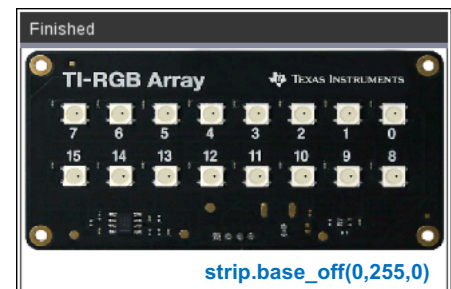 Finished
TI-RGB Array TEXAS INSTRUMENTS
7 6 5 4 3 2 1 0
15 14 13 12 11 10 9 8
strip.base_off(0,255,0)